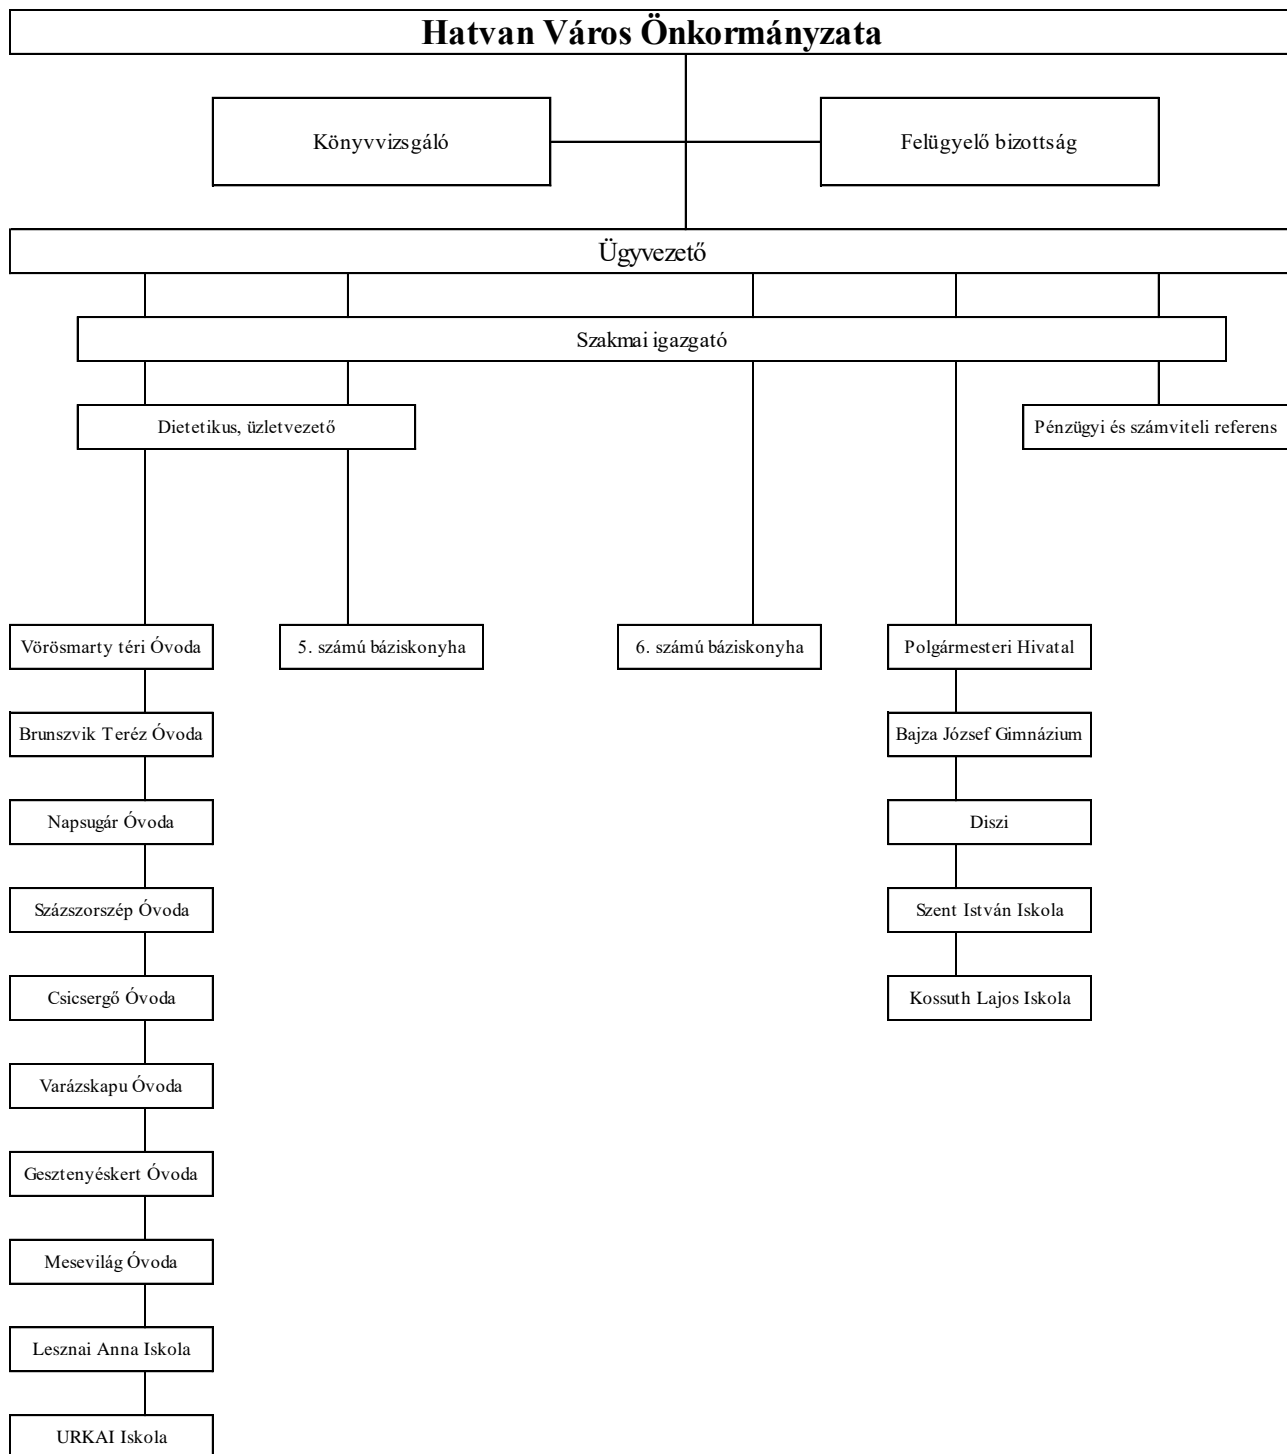 Hatvan Város Önkormányzata
Könyvvizsgáló
Felügyelő bizottság
Ügyvezető
Szakmai igazgató
Dietetikus, üzletvezető
Pénzügyi és számviteli referens
Vörösmarty téri Óvoda
5. számú báziskonyha
6. számú báziskonyha
Polgármesteri Hivatal
Brunszvik Teréz Óvoda
Bajza József Gimnázium
Napsugár Óvoda
Diszi
Százszorszép Óvoda
Szent István Iskola
Csicsergő Óvoda
Kossuth Lajos Iskola
Varázskapu Óvoda
Gesztenyéskert Óvoda
Mesevilág Óvoda
Lesznai Anna Iskola
URKAI Iskola